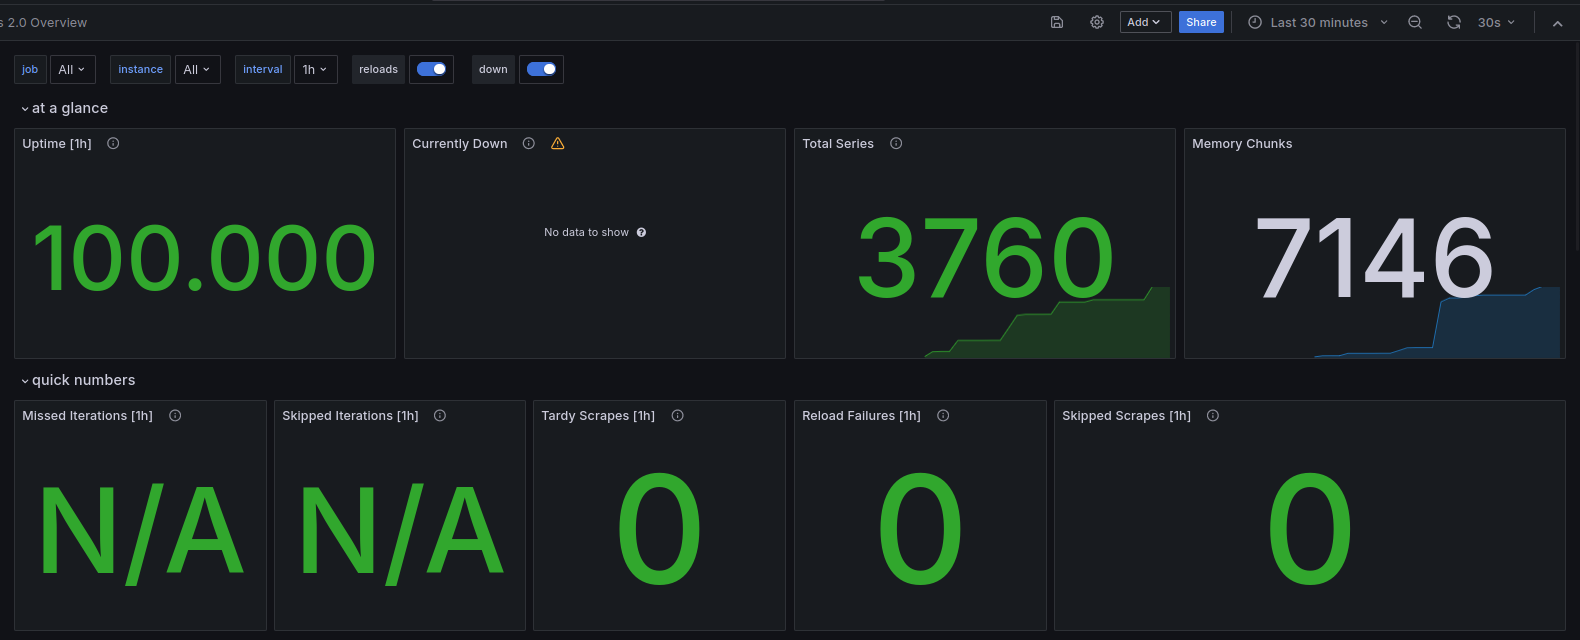 s 2.0 Overview
Add
Share
Last 30 minutes
30s
job
All
instance
All
interval
1h
reloads
down
at a glance
Uptime [1h]
Currently Down
Total Series
Memory Chunks
100.000
No data to show
3760
7146
quick numbers
Missed Iterations [1h]
Skipped Iterations [1h]
Tardy Scrapes [1h]
Reload Failures [1h]
Skipped Scrapes [1h]
N/A
N/A
0
0
0